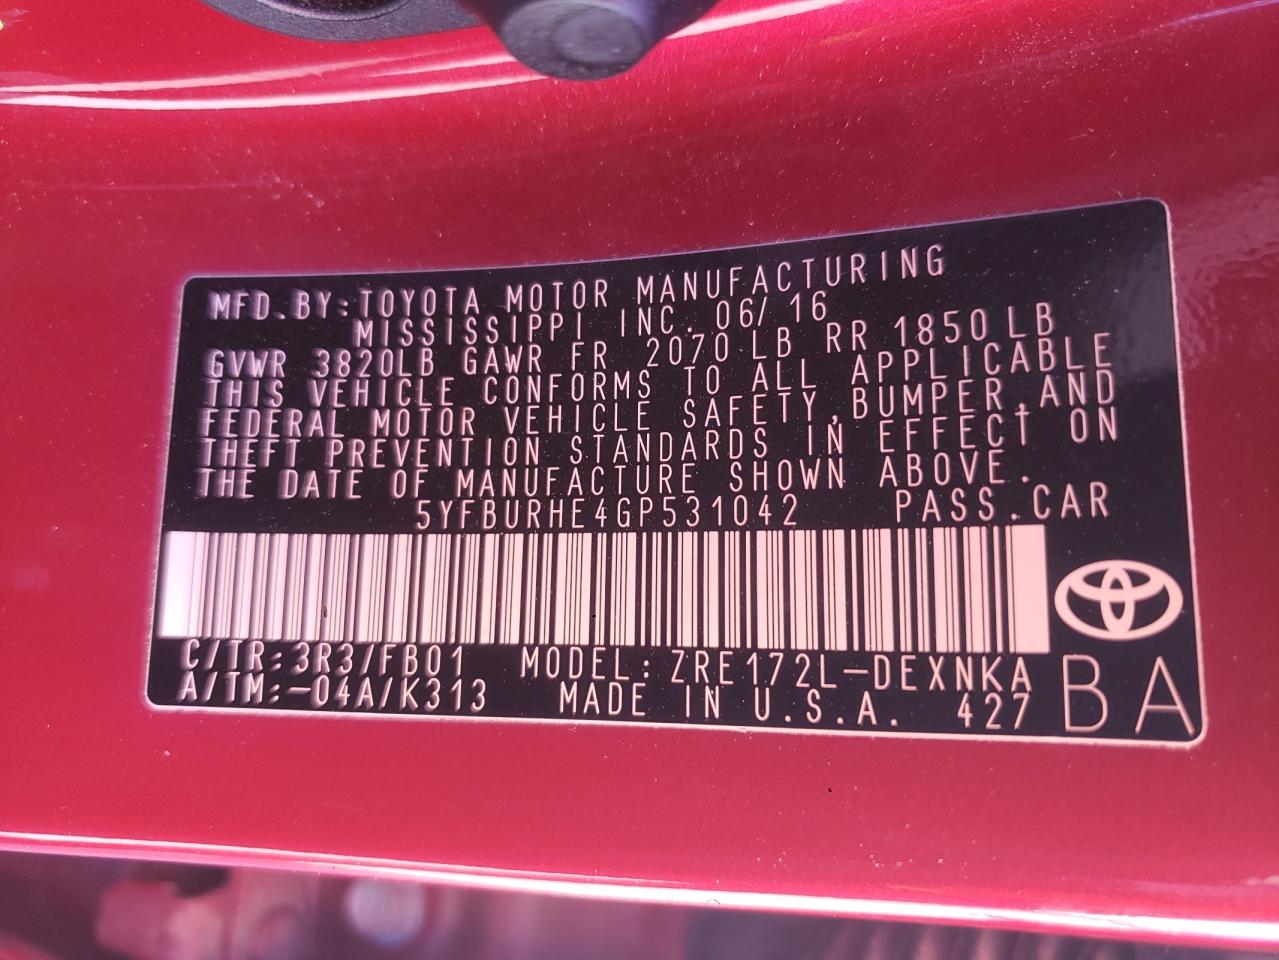 MFD.BY:TOYOTA MOTOR MANUFACTURING
MISSISSIPPI INC. 06/16
GVWR 3820LB GAWR FR 2070 LB RR 1850LB
THIS VEHICLE CONFORMS TO ALL APPLICABLE
FEDERAL MOTOR VEHICLE SAFETY,BUMPER,AND
THEFT PREVENTION STANDARDS IN EFFECT ON
THE DATE OF MANUFACTURE SHOWN ABOVE.
5YFBURHE4GP531042 PASS.CAR
C/TR:3R3/FB01 MODEL:ZRE172L-DEXNKA
A/TM:-04A/K313 MADE IN U.S.A. 427 BA